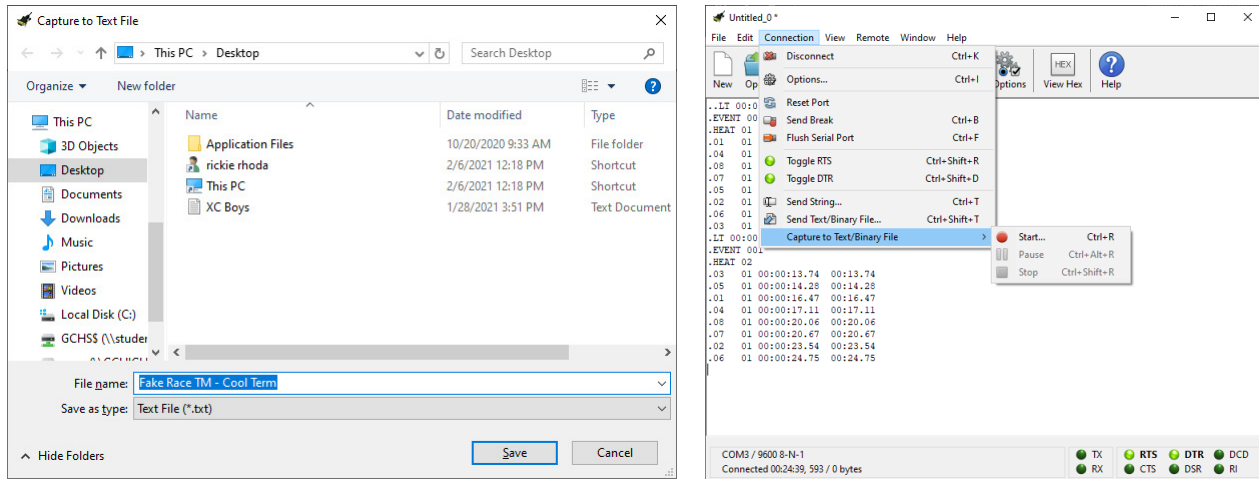 Capture to Text File
This PC > Desktop
Search Desktop
Organize
New folder
This PC
3D Objects
Desktop
Documents
Downloads
Music
Pictures
Videos
Local Disk (C:)
GCHS$ (\\studer
Name
Date modified
Type
Application Files
10/20/2020 9:33 AM
File folder
rickie rhoda
2/6/2021 12:18 PM
Shortcut
This PC
2/6/2021 12:18 PM
Shortcut
XC Boys
1/28/2021 3:51 PM
Text Document
File name: Fake Race TM - Cool Term
Save as type: Text File (*.txt)
Hide Folders
Save
Cancel
Untitled_0 *
File Edit Connection View Remote Window Help
New
Op
ptions
HEX
View Hex
Help
Disconnect Ctrl+K
Options... Ctrl+I
Reset Port
Send Break Ctrl+B
Flush Serial Port Ctrl+F
Toggle RTS Ctrl+Shift+R
Toggle DTR Ctrl+Shift+D
Send String... Ctrl+T
Send Text/Binary File... Ctrl+Shift+T
Capture to Text/Binary File >
Start... Ctrl+R
Pause Ctrl+Alt+R
Stop Ctrl+Shift+R
..LT 00:0
.EVENT 00
.HEAT 01
.01 01
.04 01
.08 01
.07 01
.05 01
.02 01
.06 01
.03 01
.LT 00:00
.EVENT 001
.HEAT 02
.03 01 00:00:13.74 00:13.74
.05 01 00:00:14.28 00:14.28
.01 01 00:00:16.47 00:16.47
.04 01 00:00:17.11 00:17.11
.08 01 00:00:20.06 00:20.06
.07 01 00:00:20.67 00:20.67
.02 01 00:00:23.54 00:23.54
.06 01 00:00:24.75 00:24.75
COM3 / 9600 8-N-1
Connected 00:24:39, 593 / 0 bytes
TX RTS DTR DCD
RX CTS DSR RI